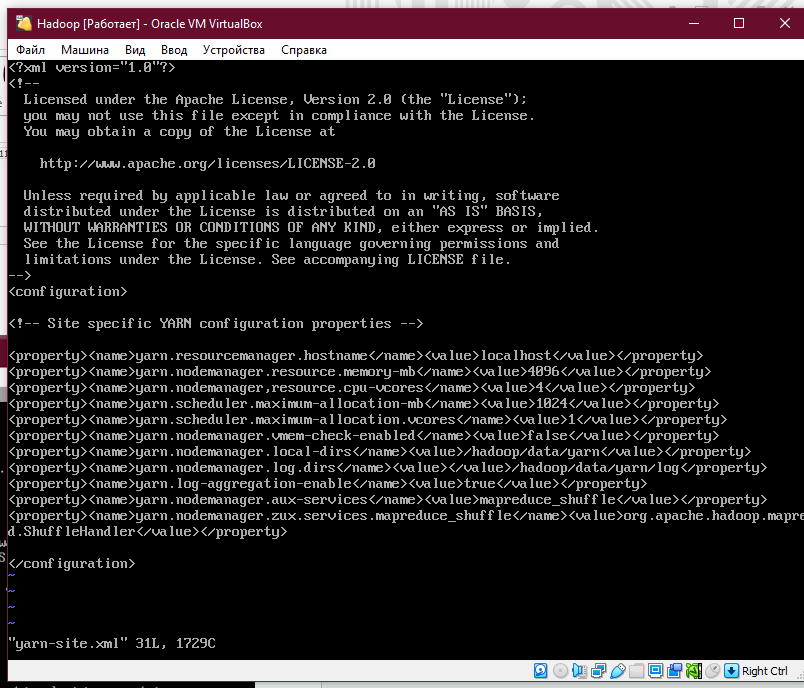 Hadoop [Работает] - Oracle VM VirtualBox
Файл Машина Вид Ввод Устройства Справка
<?xml version="1.0"?>
<!--
Licensed under the Apache License, Version 2.0 (the "License");
you may not use this file except in compliance with the License.
You may obtain a copy of the License at
http://www.apache.org/licenses/LICENSE-2.0
Unless required by applicable law or agreed to in writing, software
distributed under the License is distributed on an "AS IS" BASIS,
WITHOUT WARRANTIES OR CONDITIONS OF ANY KIND, either express or implied.
See the License for the specific language governing permissions and
limitations under the License. See accompanying LICENSE file.
-->
<configuration>
<!-- Site specific YARN configuration properties -->
<property><name>yarn.resourcemanager.hostname</name><value>localhost</value></property>
<property><name>yarn.nodemanager.resource.memory-mb</name><value>4096</value></property>
<property><name>yarn.nodemanager,resource.cpu-vcores</name><value>4</value></property>
<property><name>yarn.scheduler.maximum-allocation-mb</name><value>1024</value></property>
<property><name>yarn.scheduler.maximum-allocation.vcores</name><value>1</value></property>
<property><name>yarn.nodemanager.vmem-check-enabled</name><value>false</value></property>
<property><name>yarn.nodemanager.local-dirs</name><value>/hadoop/data/yarn</value></property>
<property><name>yarn.nodemanager.log.dirs</name><value></value>/hadoop/data/yarn/log</property>
<property><name>yarn.log-aggregation-enable</name><value>true</value></property>
<property><name>yarn.nodemanager.aux-services</name><value>mapreduce_shuffle</value></property>
<property><name>yarn.nodemanager.zux.services.mapreduce_shuffle</name><value>org.apache.hadoop.mapre
d.ShuffleHandler</value></property>
</configuration>
~
~
~
~
"yarn-site.xml" 31L, 1729C
Right Ctrl